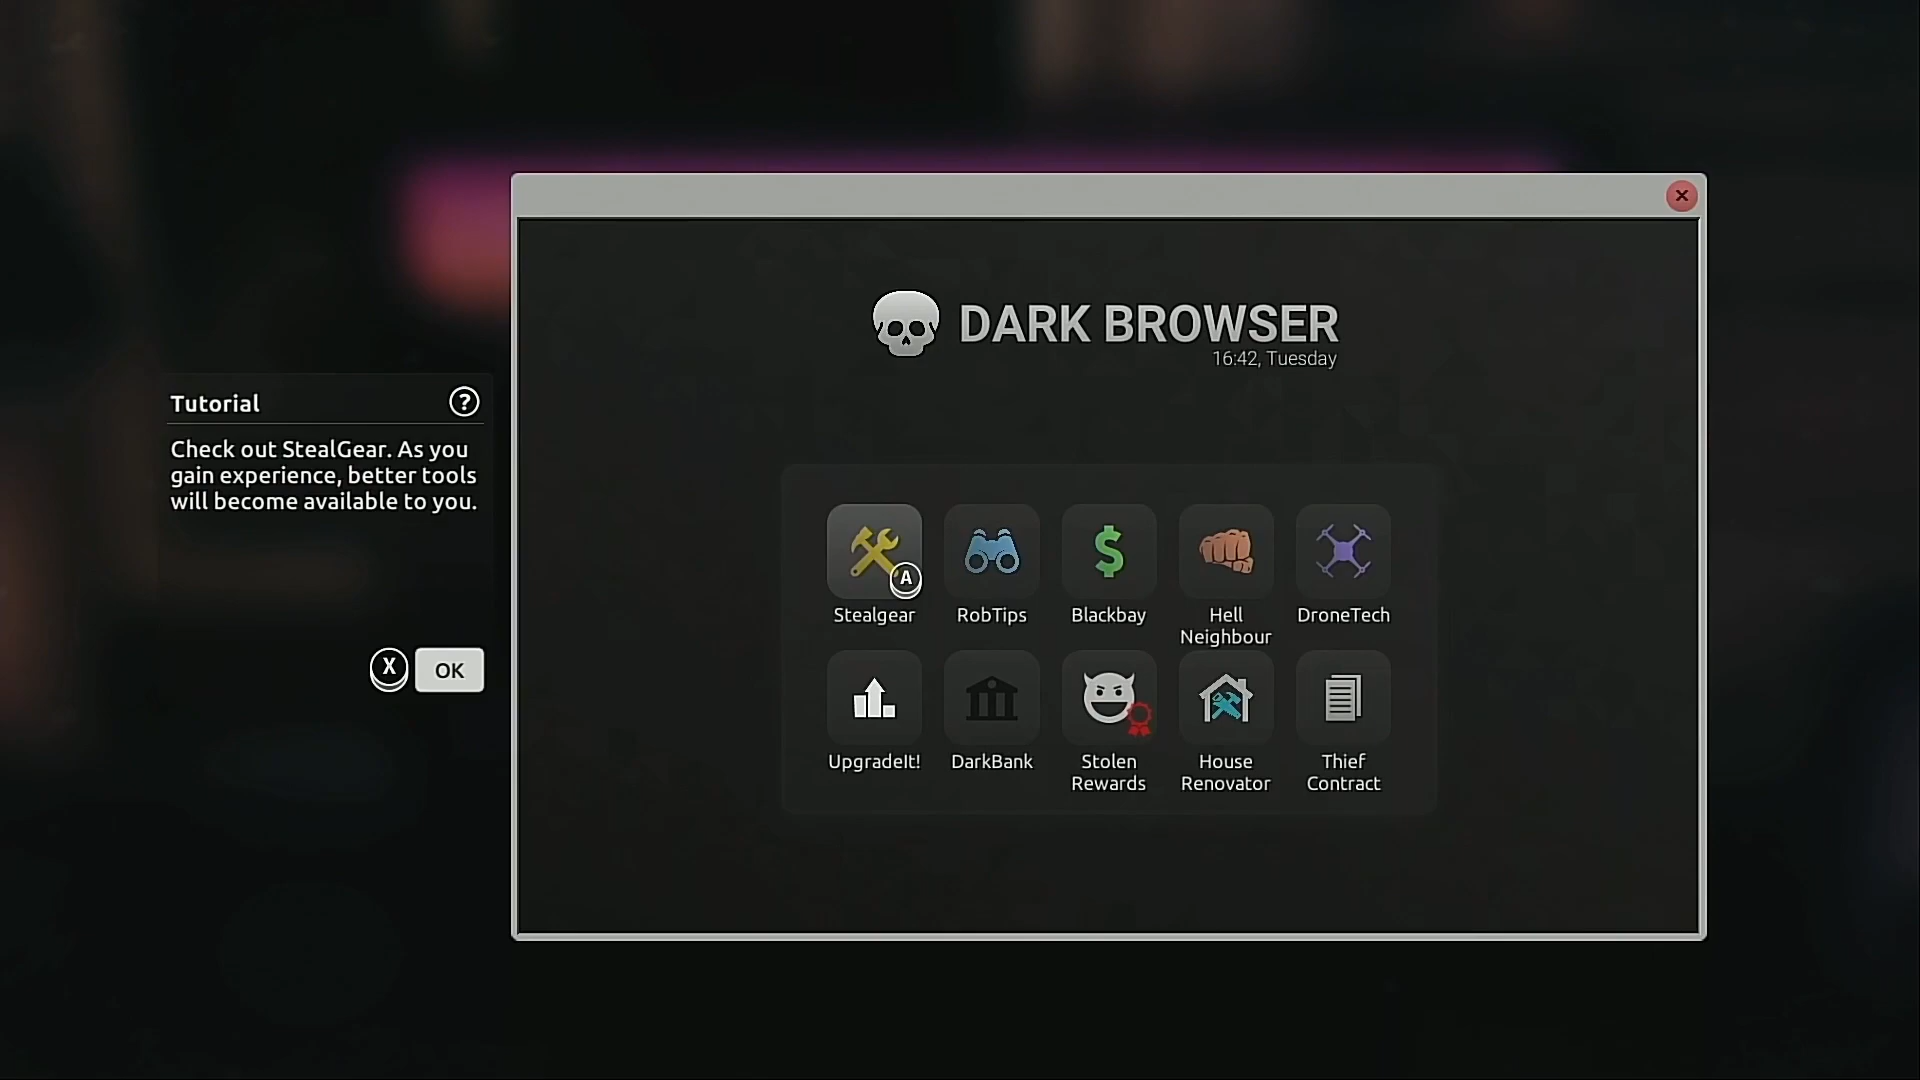 DARK BROWSER
16:42, Tuesday
Tutorial
?
Check out StealGear. As you
gain experience, better tools
will become available to you.
X OK
A
Stealgear
RobTips
Blackbay
Hell
Neighbour
DroneTech
UpgradeIt!
DarkBank
Stolen
Rewards
House
Renovator
Thief
Contract